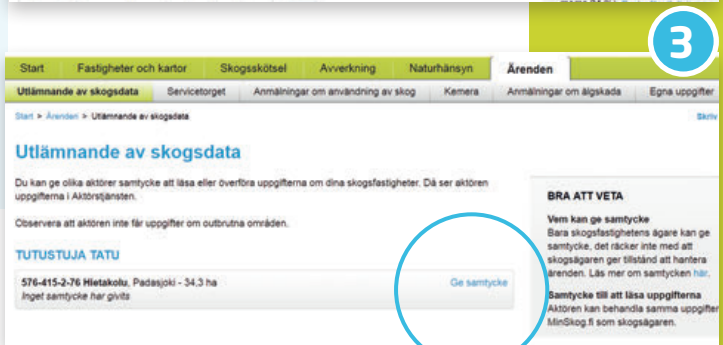 3
Start Fastigheter och kartor Skogsskötsel Avverkning Naturhänsyn Ärenden
Utlämnande av skogsdata Servicetorget Anmälningar om användning av skog Kemera Anmälningar om älgskada Egna uppgifter
Start > Ärenden > Utlämnande av skogsdata Skriv
Utlämnande av skogsdata
Du kan ge olika aktörer samtycke att läsa eller överföra uppgifterna om dina skogsfastigheter. Då ser aktören
uppgifterna i Aktörstjänsten.
Observera att aktören inte får uppgifter om outbrutna områden.
TUTUSTUJA TATU
576-415-2-76 Hietakolu, Padasjoki - 34,3 ha Ge samtycke
Inget samtycke har givits
BRA ATT VETA
Vem kan ge samtycke
Bara skogsfastighetens ägare kan ge
samtycke, det räcker inte med att
skogsägaren ger tillstånd att hantera
ärenden. Läs mer om samtycken här.
Samtycke till att läsa uppgifterna
Aktören kan behandla samma uppgifter
MinSkog.fi som skogsägaren.